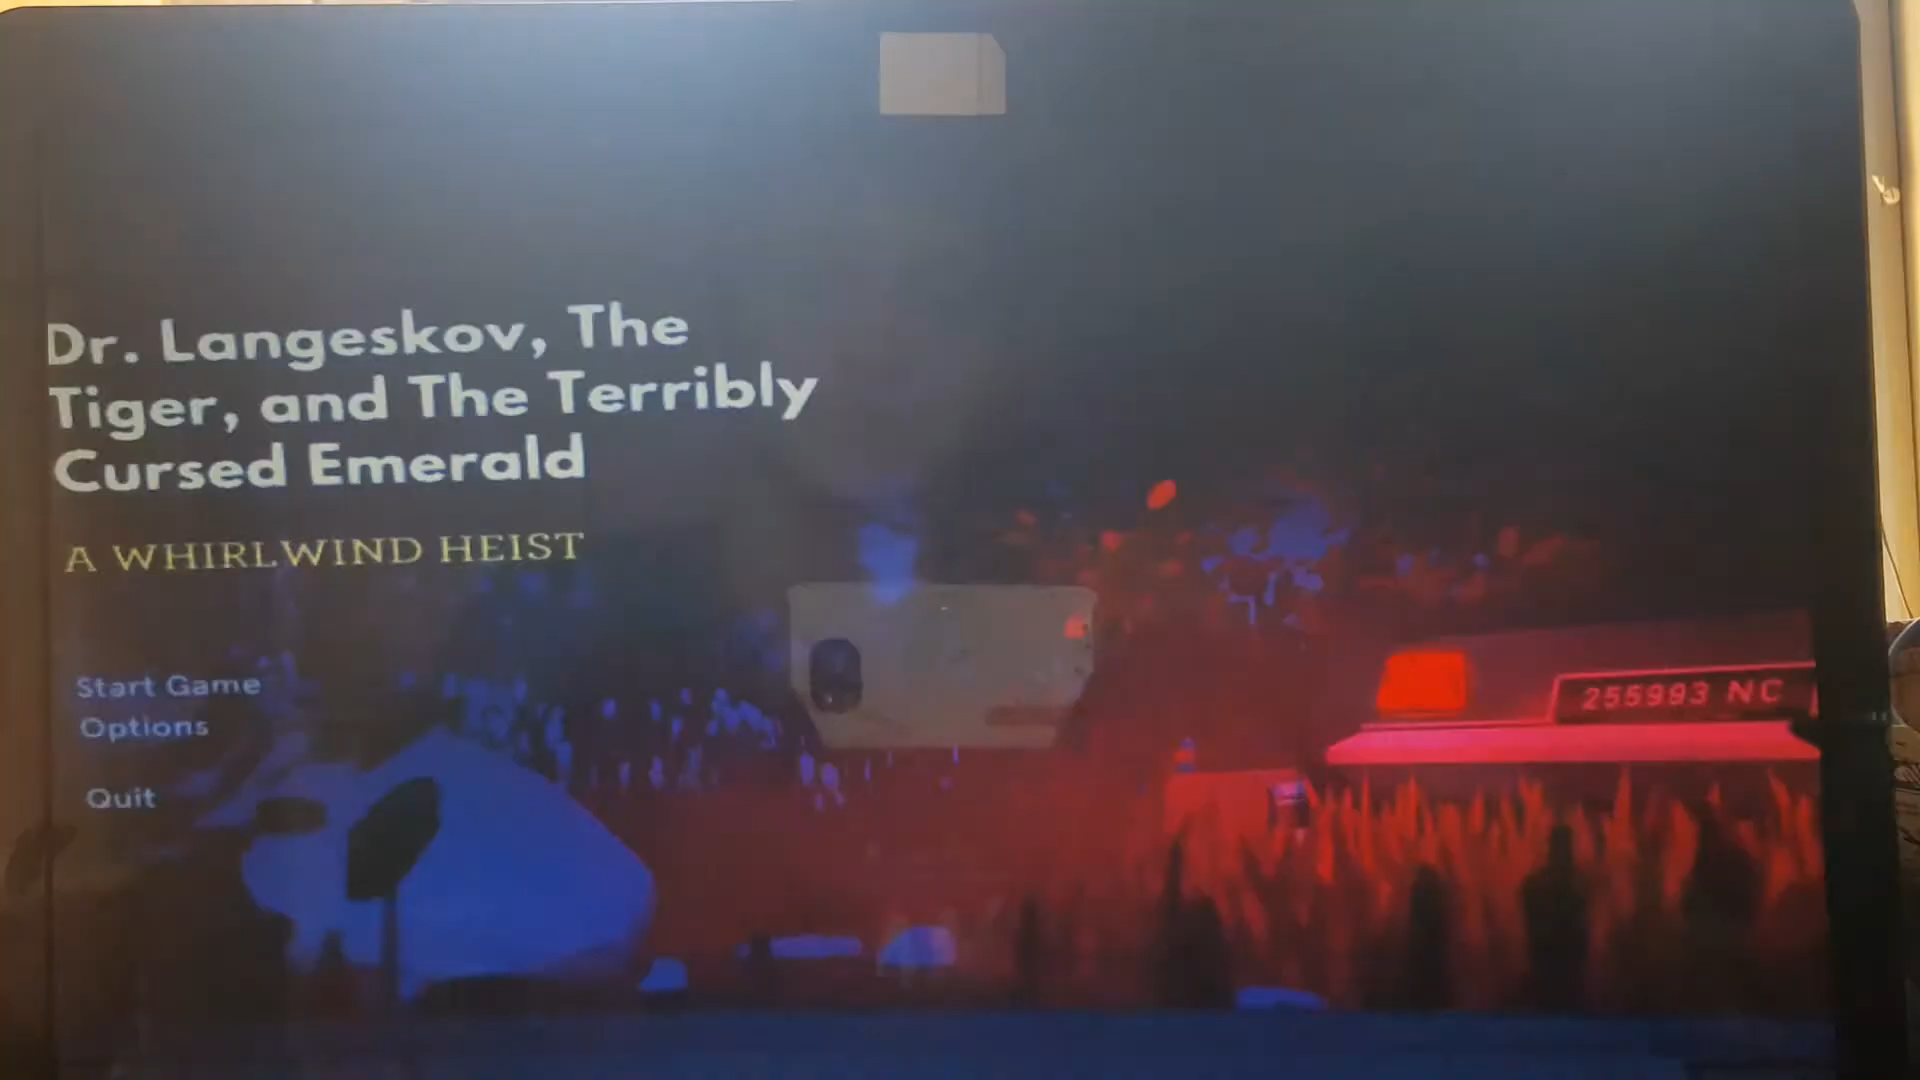 Dr. Langeskov, The
Tiger, and The Terribly
Cursed Emerald
A WHIRLWIND HEIST
Start Game
Options
Quit
255993 NC